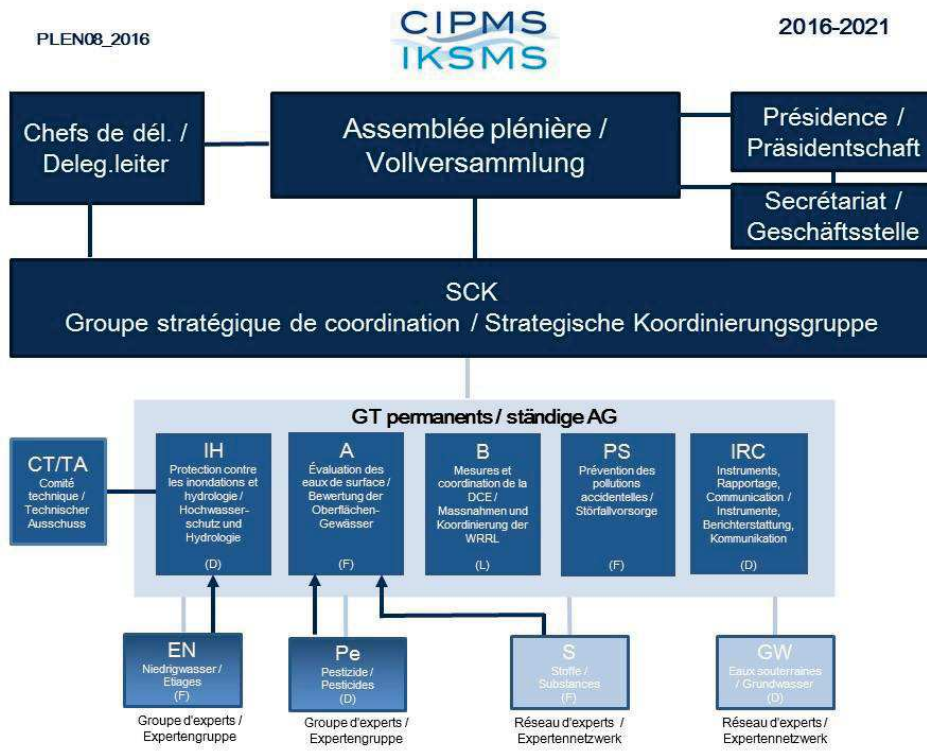 PLEN08_2016
CIPMS
IKSMS
2016-2021
Chefs de dél. /
Deleg.leiter
Assemblée plénière /
Vollversammlung
Présidence /
Präsidentschaft
Secrétariat /
Geschäftsstelle
SCK
Groupe stratégique de coordination / Strategische Koordinierungsgruppe
GT permanents / ständige AG
CT/TA
Comité
technique /
Technischer
Ausschuss
IH
Protection contre
les inondations et
hydrologie /
Hochwasser-
schutz und
Hydrologie
(D)
A
Évaluation des
eaux de surface /
Bewertung der
Oberflächen-
Gewässer
(F)
B
Mesures et
coordination de la
DCE /
Massnahmen und
Koordinierung der
WRRL
(L)
PS
Prévention des
pollutions
accidentelles /
Störfallvorsorge
(F)
IRC
Instruments,
Rapportage,
Communication /
Instrumente,
Berichterstattung,
Kommunikation
(D)
EN
Niedrigwasser /
Etiages
(F)
Groupe d'experts /
Expertengruppe
Pe
Pestizide /
Pesticides
(D)
Groupe d'experts /
Expertengruppe
S
Stoffe /
Substances
(F)
Réseau d'experts /
Expertennetzwerk
GW
Eaux souterraines
/ Grundwasser
(D)
Réseau d'experts /
Expertennetzwerk